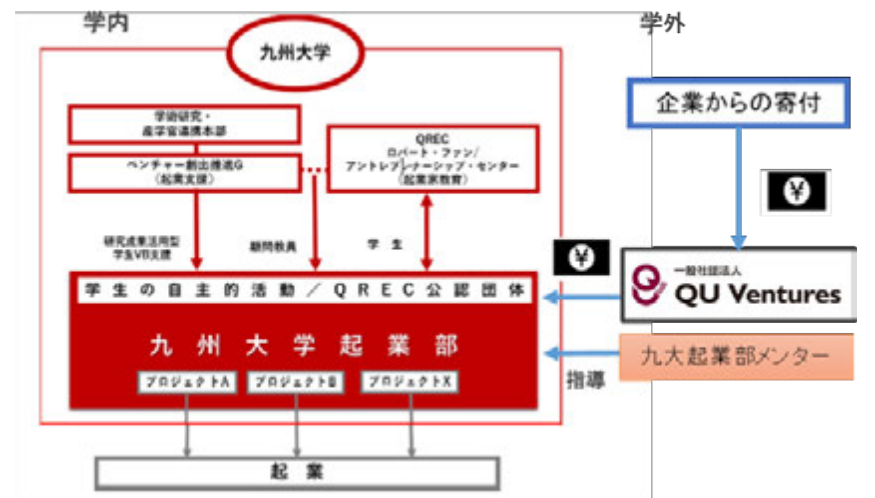 学内
学外
九州大学
学術研究・
産学官連携本部
ベンチャー創出推進G
(起業支援)
QREC
ロバート・ファン/
アントレプレナーシップ・センター
(起業家教育)
企業からの寄付
¥
研究成果活用型
学生VB支援
顧問教員
学生
¥
一般社団法人
QU Ventures
学生の自主的活動/QREC公認団体
九州大学起業部
九大起業部メンター
プロジェクトA
プロジェクトB
プロジェクトX
指導
起業